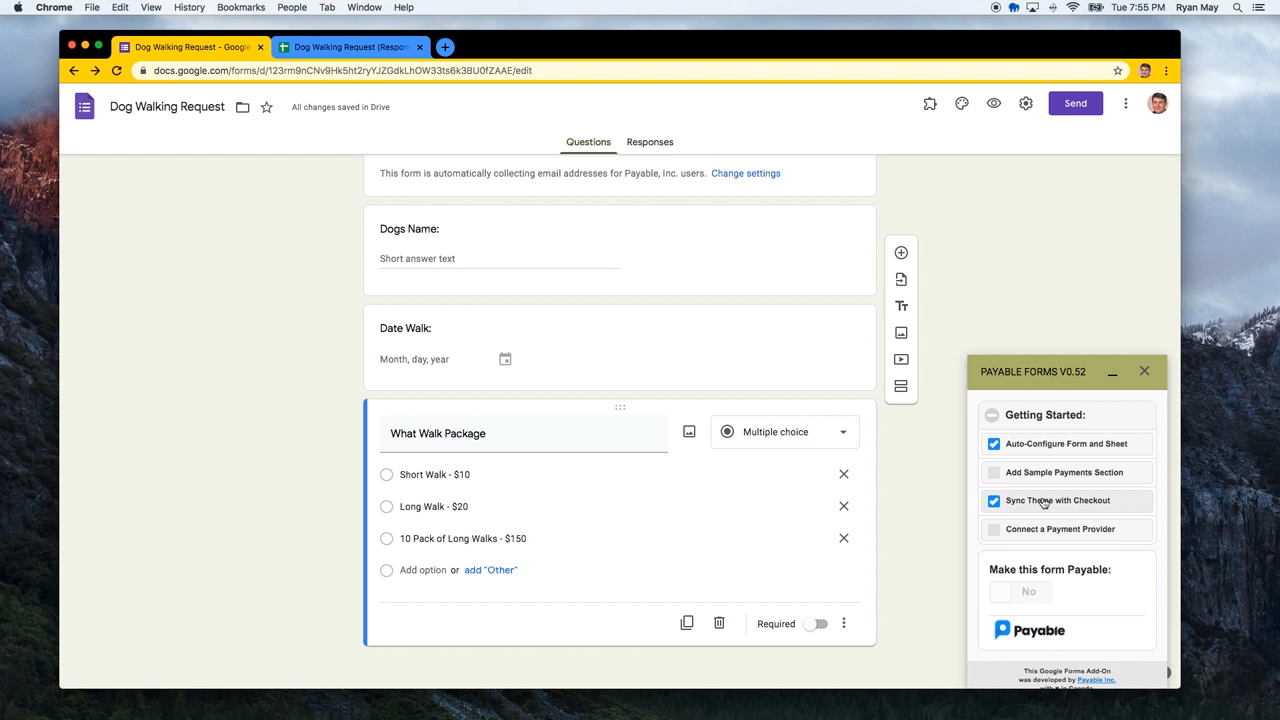 Chrome File Edit View History Bookmarks People Tab Window Help Tue 7:55 PM Ryan May
Dog Walking Request - Google Dog Walking Request (Respon
docs.google.com/forms/d/123rm9nCNv9Hk5ht2ryYJZGdkLhOW33ts6k3BU0fZAAE/edit
Dog Walking Request All changes saved in Drive Send
Questions Responses
This form is automatically collecting email addresses for Payable, Inc. users. Change settings
Dogs Name:
Short answer text
Date Walk:
Month, day, year
What Walk Package Multiple choice
Short Walk - $10
Long Walk - $20
10 Pack of Long Walks - $150
Add option or add "Other"
Required
Tt
PAYABLE FORMS V0.52
Getting Started:
Auto-Configure Form and Sheet
Add Sample Payments Section
Sync Theme with Checkout
Connect a Payment Provider
Make this form Payable:
No
Payable
This Google Forms Add-On
was developed by Payable Inc.
with ♥ in Canada